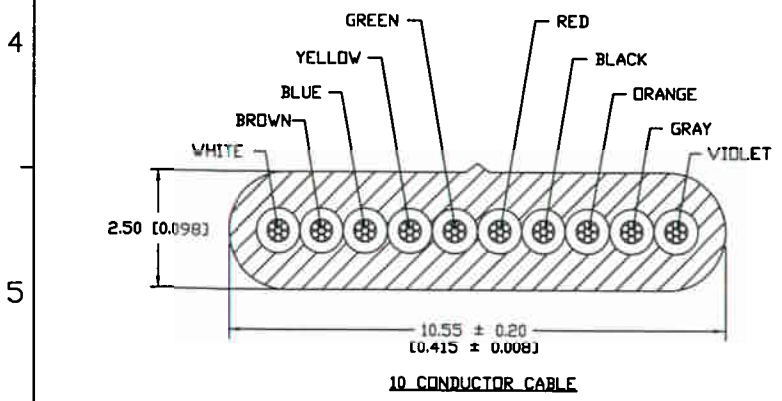 4
GREEN
RED
YELLOW
BLACK
BLUE
ORANGE
BROWN
GRAY
WHITE
VIOLET
2.50 [0.098]
5
10.55 ± 0.20
[0.415 ± 0.008]
10 CONDUCTOR CABLE